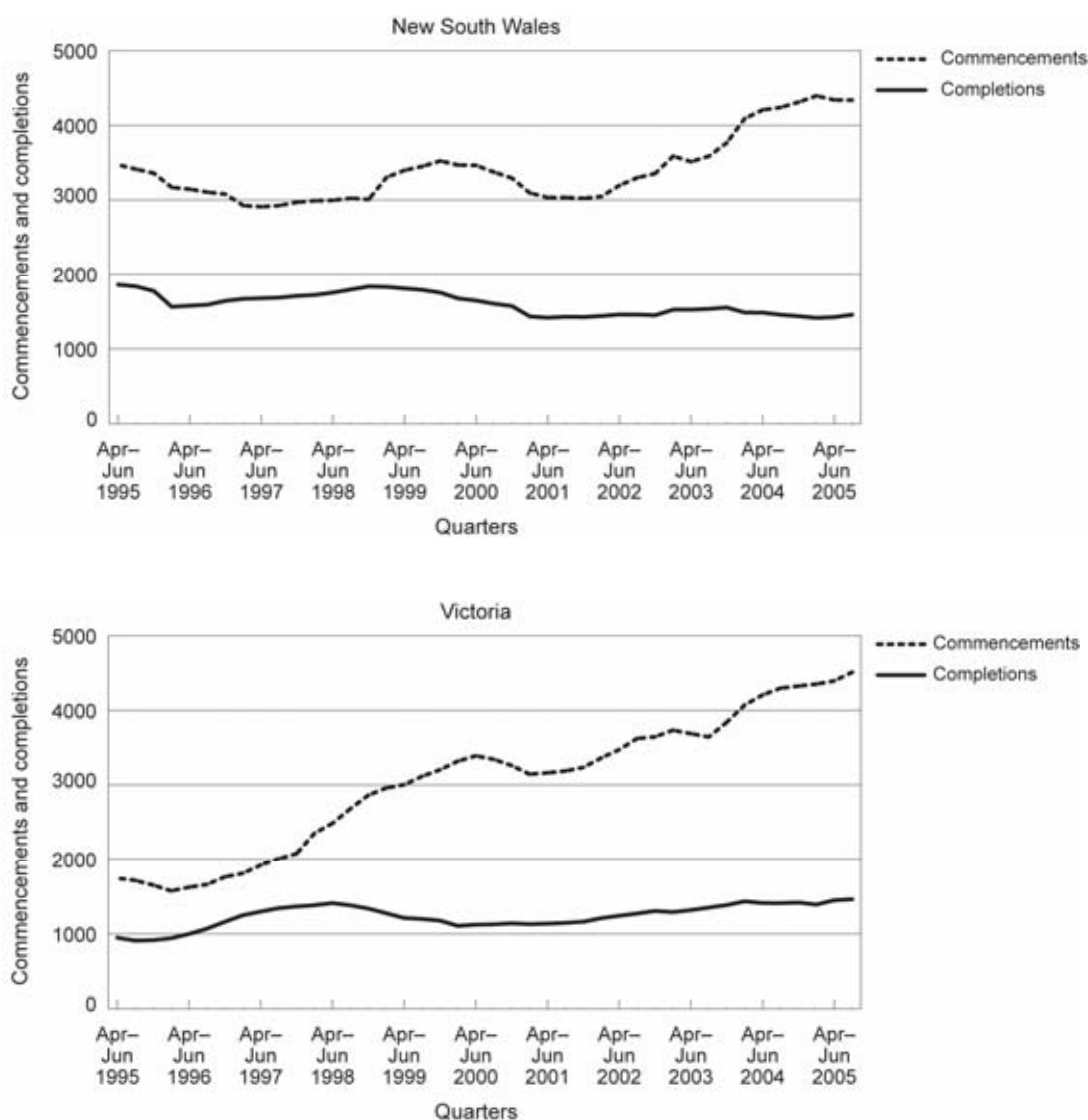 New South Wales
Commencements and completions
5000
4000
3000
2000
1000
0
Commencements
Completions
Apr– Apr– Apr– Apr– Apr– Apr– Apr– Apr– Apr– Apr– Apr–
Jun Jun Jun Jun Jun Jun Jun Jun Jun Jun Jun
1995 1996 1997 1998 1999 2000 2001 2002 2003 2004 2005
Quarters
Victoria
Commencements and completions
5000
4000
3000
2000
1000
0
Commencements
Completions
Apr– Apr– Apr– Apr– Apr– Apr– Apr– Apr– Apr– Apr– Apr–
Jun Jun Jun Jun Jun Jun Jun Jun Jun Jun Jun
1995 1996 1997 1998 1999 2000 2001 2002 2003 2004 2005
Quarters